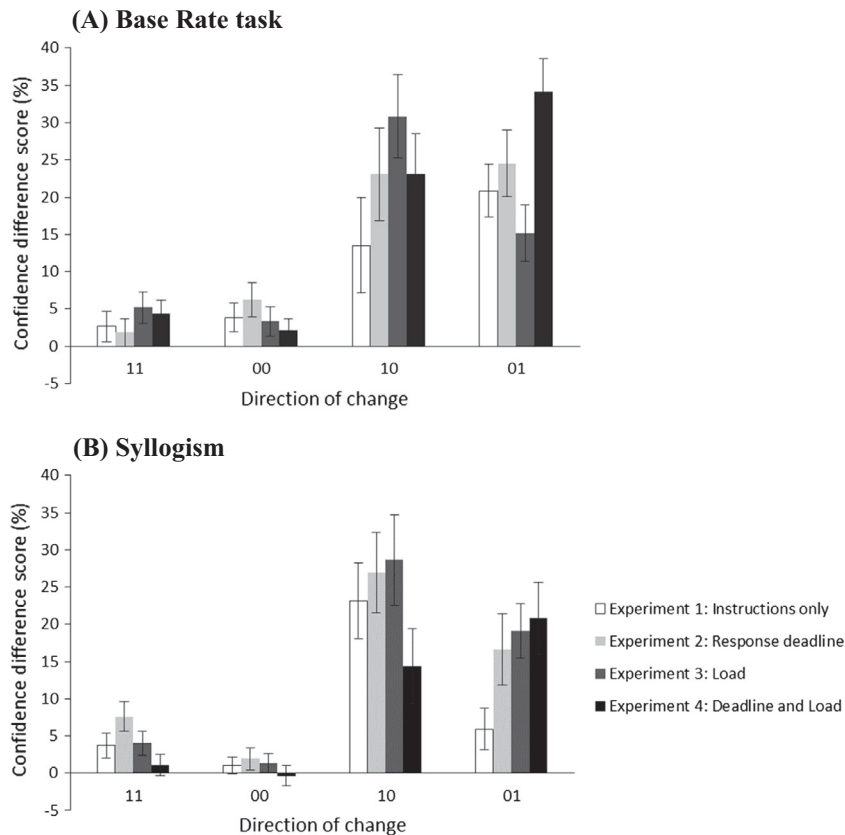 (A) Base Rate task
Confidence difference score (%)
40
35
30
25
20
15
10
5
0
-5
11 00 10 01
Direction of change
(B) Syllogism
Confidence difference score (%)
40
35
30
25
20
15
10
5
0
-5
11 00 10 01
Direction of change
Experiment 1: Instructions only
Experiment 2: Response deadline
Experiment 3: Load
Experiment 4: Deadline and Load